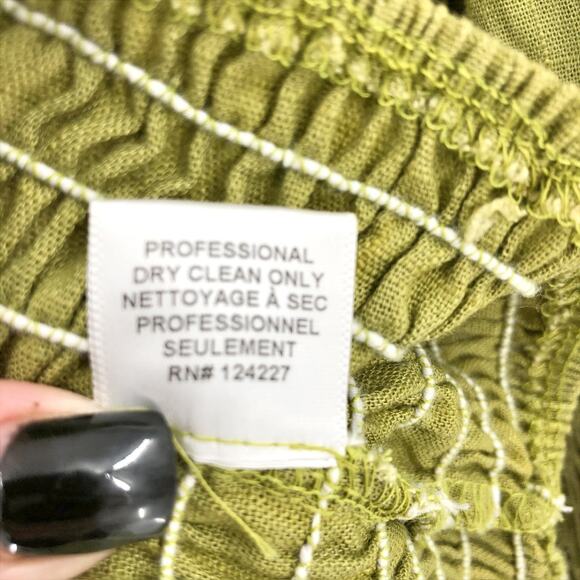 PROFESSIONAL
DRY CLEAN ONLY
NETTOYAGE À SEC
PROFESSIONNEL
SEULEMENT
RN# 124227